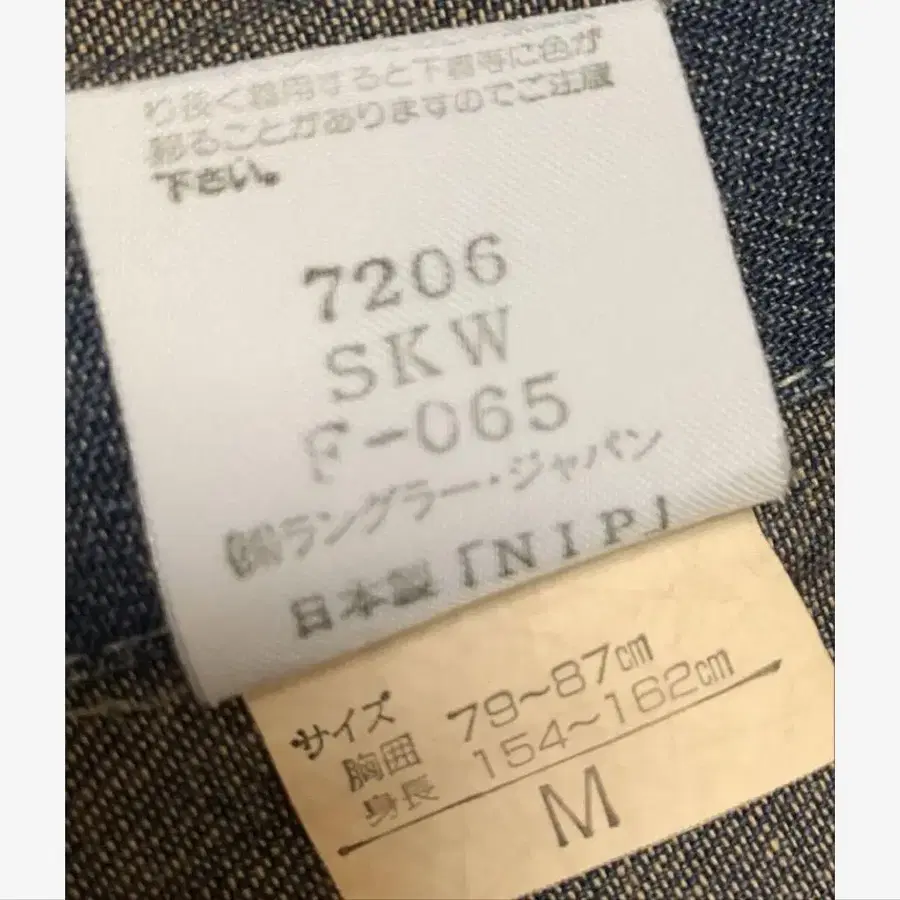 り長く着用すると下着等に色が
移ることがありますのでご注意
下さい。
7206
SKW
F-065
㈱ラングラー・ジャパン
日本製「NIP」
サイズ
胸囲 79~87cm
身長 154~162cm
M